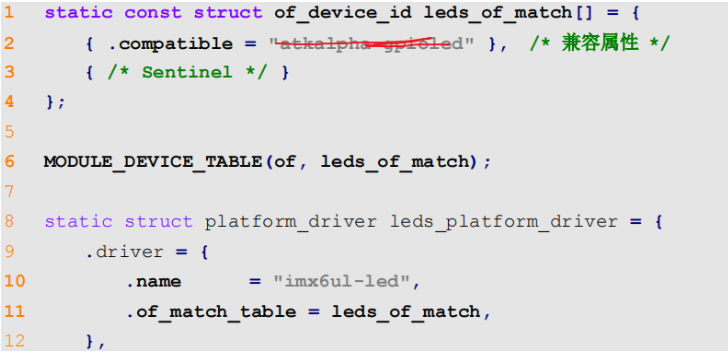 1 static const struct of_device_id leds_of_match[] = {
2 { .compatible = "atkalpha-gpioled" }, /* 兼容属性 */
3 { /* Sentinel */ }
4 };
5
6 MODULE_DEVICE_TABLE(of, leds_of_match);
7
8 static struct platform_driver leds_platform_driver = {
9 .driver = {
10 .name = "imx6ul-led",
11 .of_match_table = leds_of_match,
12 },